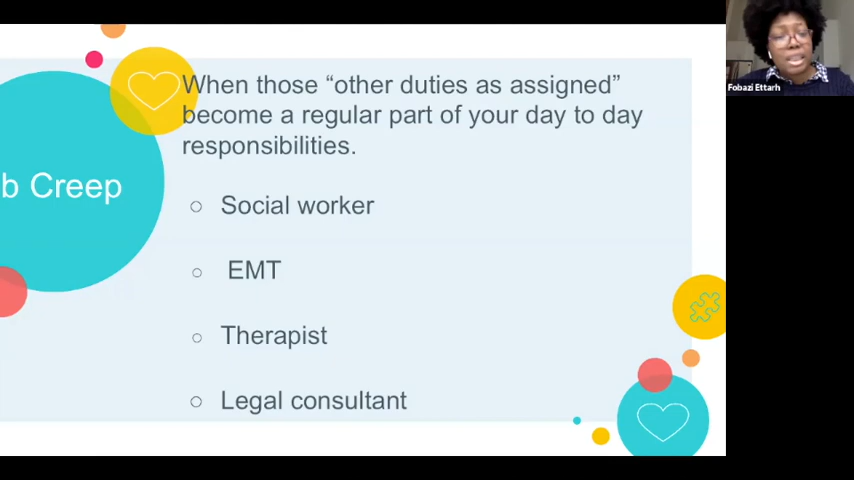 b Creep
When those “other duties as assigned”
become a regular part of your day to day
responsibilities.
○ Social worker
○ EMT
○ Therapist
○ Legal consultant
Fobazi Ettarh